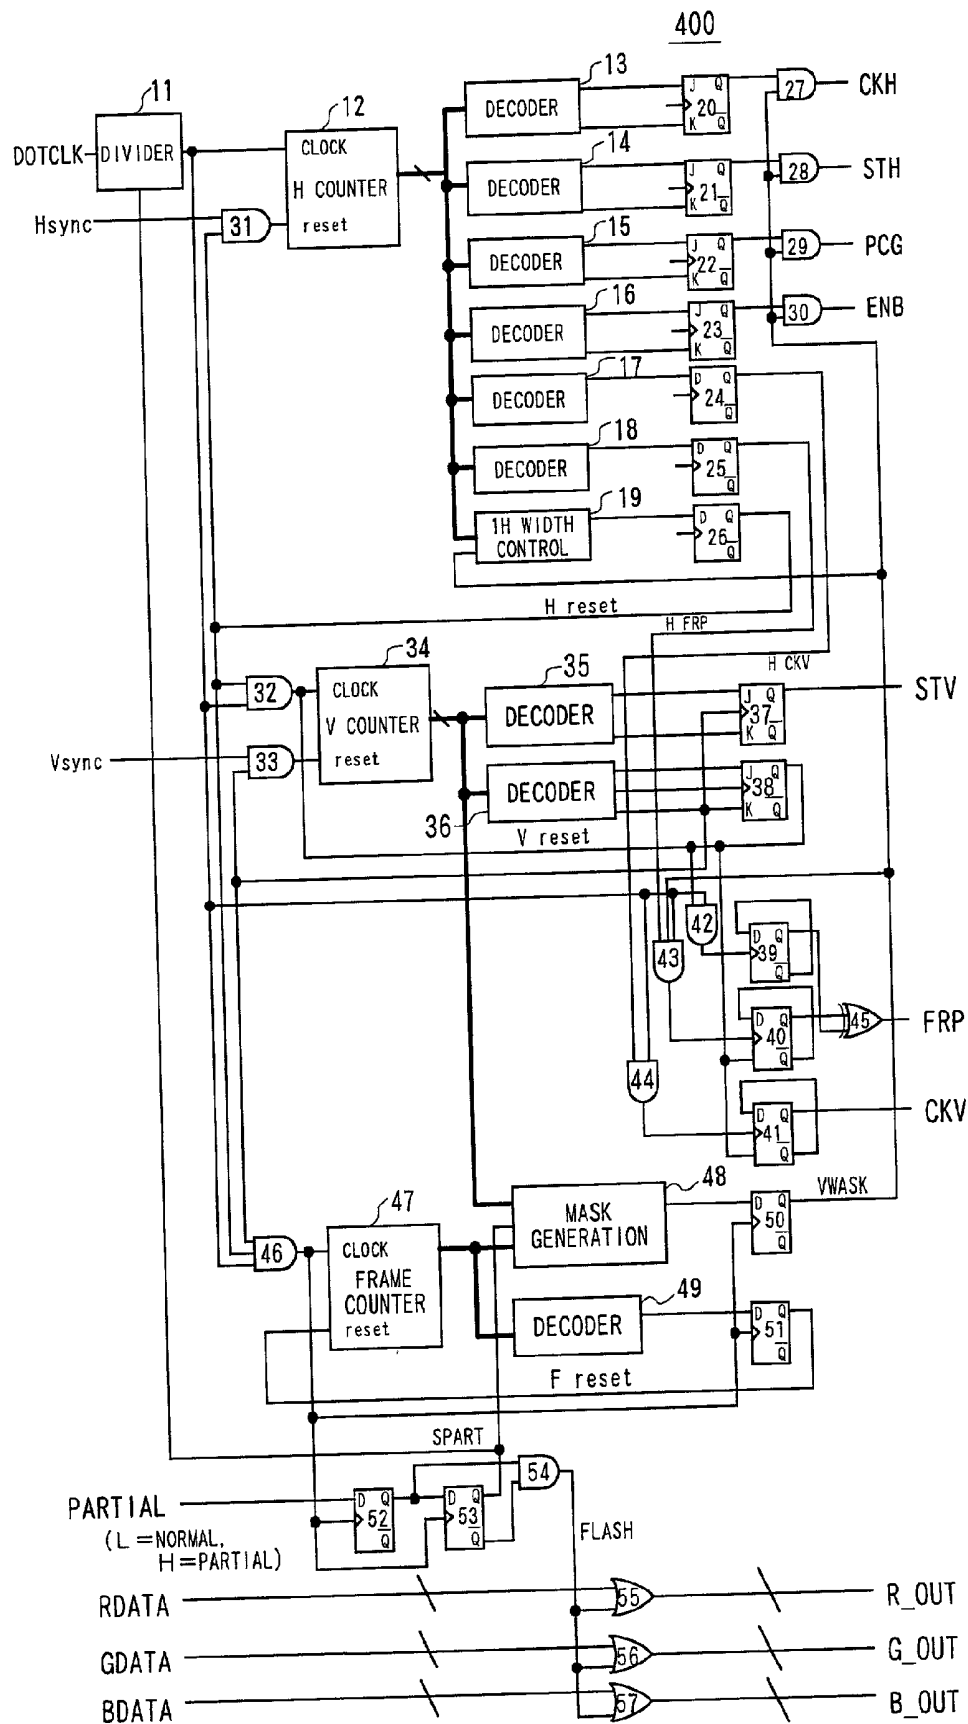 400
11
12
13
DECODER
J Q
20
K Q
27
CKH
DOTCLK
DIVIDER
CLOCK
H COUNTER
reset
14
DECODER
J Q
21
K Q
28
STH
Hsync
31
15
DECODER
J Q
22
K Q
29
PCG
16
DECODER
J Q
23
K Q
30
ENB
17
DECODER
D Q
24
Q
18
DECODER
D Q
25
Q
19
1H WIDTH
CONTROL
D Q
26
Q
H reset
H FRP
H CKV
34
32
CLOCK
V COUNTER
reset
35
DECODER
J Q
37
K Q
STV
Vsync
33
DECODER
36
J Q
38
K Q
V reset
42
43
D Q
39
Q
44
D Q
40
Q
45
FRP
D Q
41
Q
CKV
47
46
CLOCK
FRAME
COUNTER
reset
48
MASK
GENERATION
VWASK
D Q
50
Q
49
DECODER
D Q
51
Q
F reset
SPART
54
PARTIAL
(L=NORMAL,
H=PARTIAL)
D Q
52
Q
D Q
53
Q
FLASH
RDATA
55
R_OUT
GDATA
56
G_OUT
BDATA
57
B_OUT